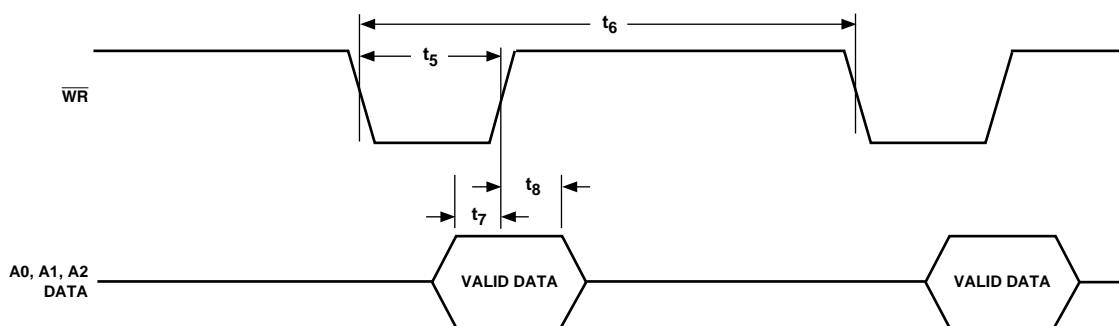 t6
t5
WR
t8
t7
A0, A1, A2
DATA
VALID DATA
VALID DATA